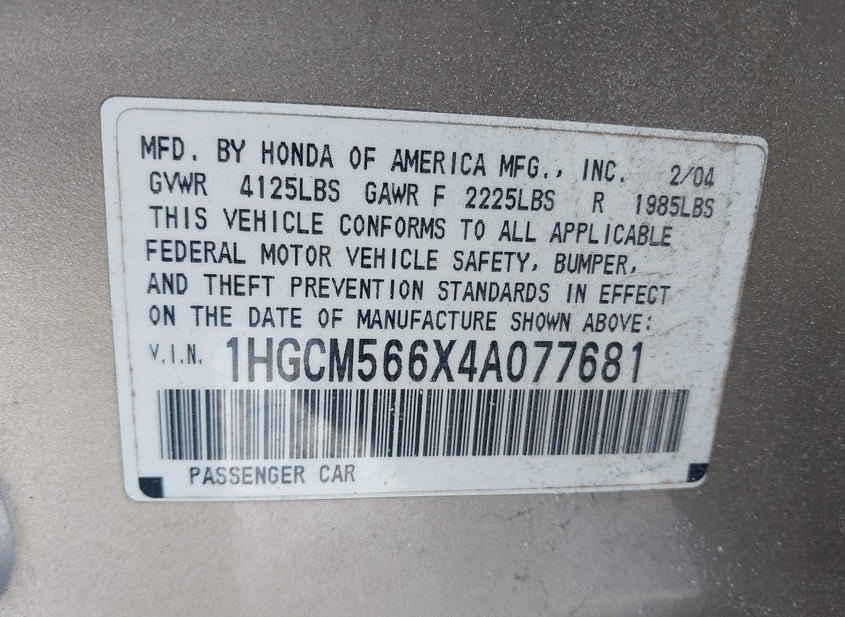 MFD. BY HONDA OF AMERICA MFG., INC. 2/04
GVWR 4125LBS GAWR F 2225LBS R 1985LBS
THIS VEHICLE CONFORMS TO ALL APPLICABLE
FEDERAL MOTOR VEHICLE SAFETY, BUMPER,
AND THEFT PREVENTION STANDARDS IN EFFECT
ON THE DATE OF MANUFACTURE SHOWN ABOVE:
V.I.N. 1HGCM566X4A077681
PASSENGER CAR